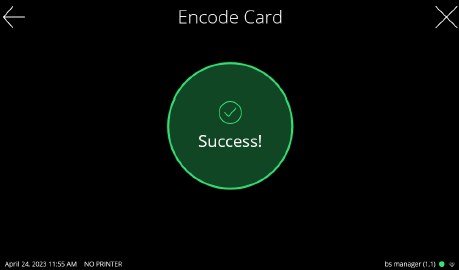 Encode Card
Success!
April 24, 2023 11:55 AM NO PRINTER
bs manager (1.1)